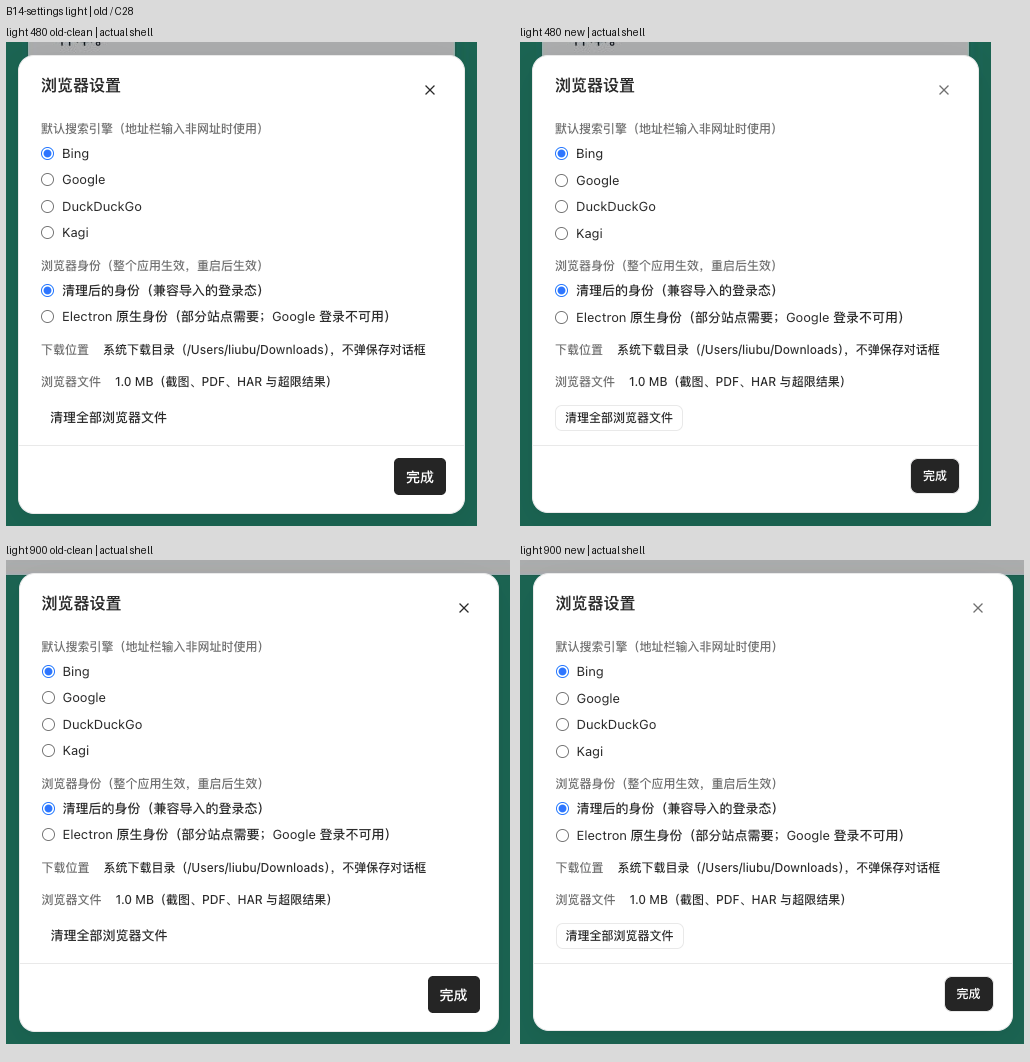 B14-settings light | old / C28
light 480 old-clean | actual shell
浏览器设置
默认搜索引擎（地址栏输入非网址时使用）
Bing
Google
DuckDuckGo
Kagi
浏览器身份（整个应用生效，重启后生效）
清理后的身份（兼容导入的登录态）
Electron 原生身份（部分站点需要；Google 登录不可用）
下载位置 系统下载目录（/Users/liubu/Downloads），不弹保存对话框
浏览器文件 1.0 MB（截图、PDF、HAR 与超限结果）
清理全部浏览器文件
完成
light 480 new | actual shell
浏览器设置
默认搜索引擎（地址栏输入非网址时使用）
Bing
Google
DuckDuckGo
Kagi
浏览器身份（整个应用生效，重启后生效）
清理后的身份（兼容导入的登录态）
Electron 原生身份（部分站点需要；Google 登录不可用）
下载位置 系统下载目录（/Users/liubu/Downloads），不弹保存对话框
浏览器文件 1.0 MB（截图、PDF、HAR 与超限结果）
清理全部浏览器文件
完成
light 900 old-clean | actual shell
浏览器设置
默认搜索引擎（地址栏输入非网址时使用）
Bing
Google
DuckDuckGo
Kagi
浏览器身份（整个应用生效，重启后生效）
清理后的身份（兼容导入的登录态）
Electron 原生身份（部分站点需要；Google 登录不可用）
下载位置 系统下载目录（/Users/liubu/Downloads），不弹保存对话框
浏览器文件 1.0 MB（截图、PDF、HAR 与超限结果）
清理全部浏览器文件
完成
light 900 new | actual shell
浏览器设置
默认搜索引擎（地址栏输入非网址时使用）
Bing
Google
DuckDuckGo
Kagi
浏览器身份（整个应用生效，重启后生效）
清理后的身份（兼容导入的登录态）
Electron 原生身份（部分站点需要；Google 登录不可用）
下载位置 系统下载目录（/Users/liubu/Downloads），不弹保存对话框
浏览器文件 1.0 MB（截图、PDF、HAR 与超限结果）
清理全部浏览器文件
完成